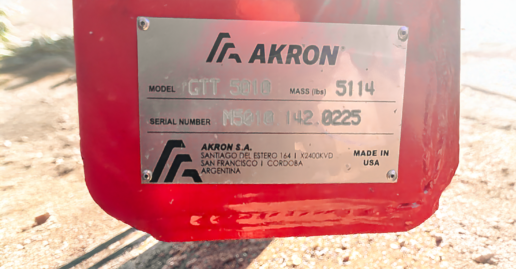 AKRON®
MODEL GTT 5010 MASS (lbs) 5114
SERIAL NUMBER M5010 142.0225
AKRON S.A.
SANTIAGO DEL ESTERO 164 | X2400KVD
SAN FRANCISCO | CORDOBA
ARGENTINA
MADE IN
USA